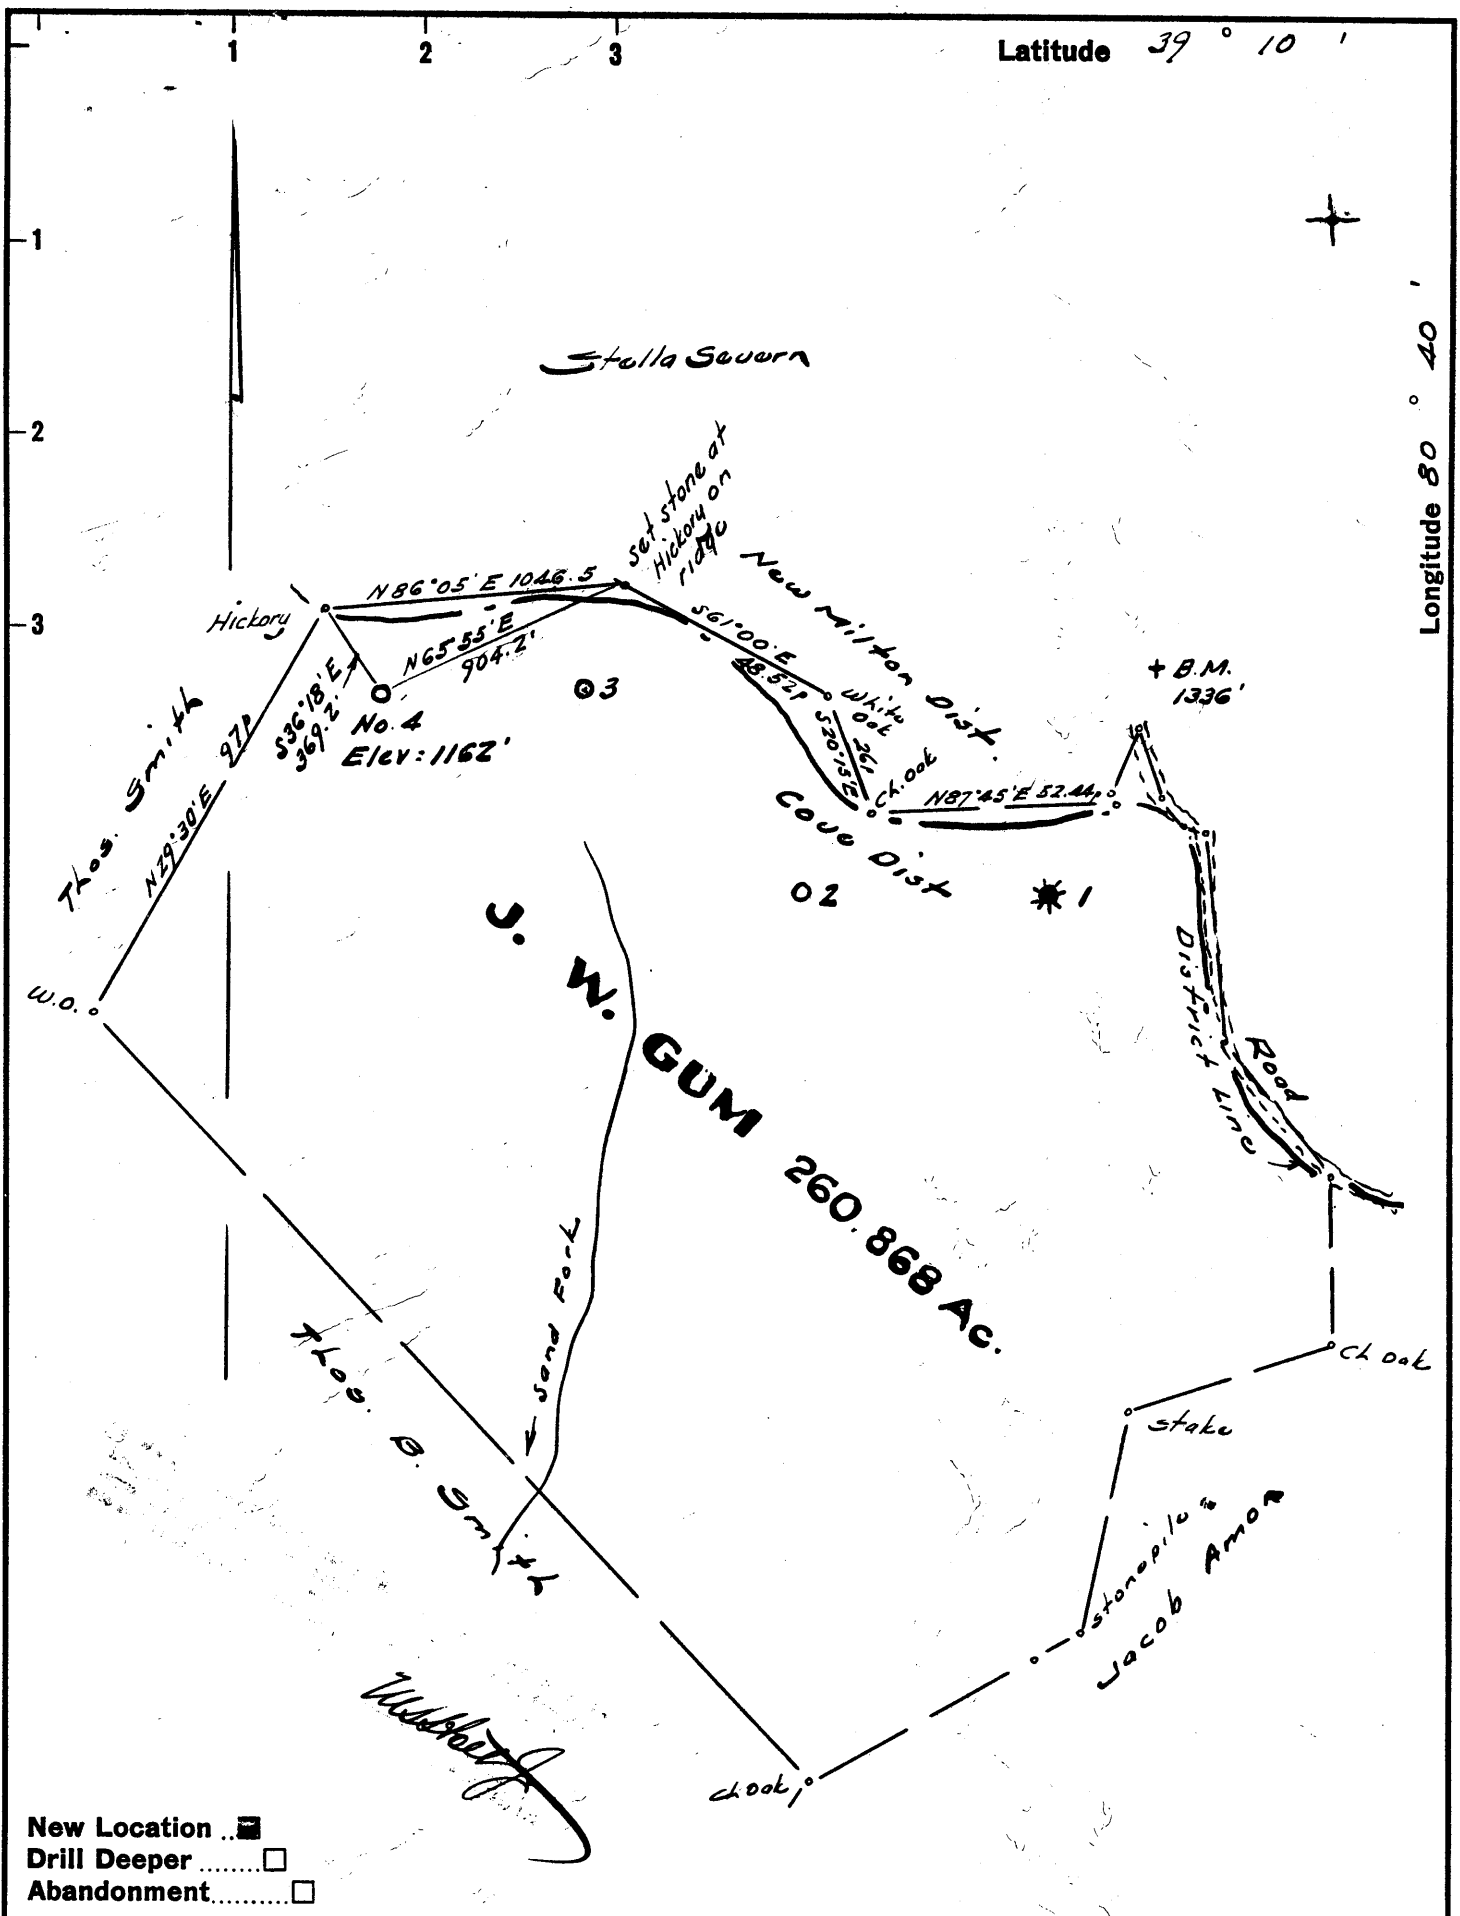 1 2 3
Latitude 39 ° 10 '
1
2
3
Longitude 80 ° 40 '
Stella Severn
set stone at
Hickory on
ridge
Hickory
N 86°05' E 1046.5
N65°55'E
904.2'
S36°18'E
369.2'
No. 4
Elev: 1162'
3
S61°00'E
48.52p
White
oak
S20°15'E
26p
Ch. oak
New Milton Dist.
Cove Dist
N87°45'E 52.44p
+ B.M.
1336'
Thos. Smith
N29°30'E 97p
W.O.
2
1
District Line
Road
J. W. GUM 260.868 Ac.
Sand Fork
Thos. B. Smith
Ch oak
Stake
Stonepile
Jacob Amon
Ch oak
New Location ..
Drill Deeper ........
Abandonment..........